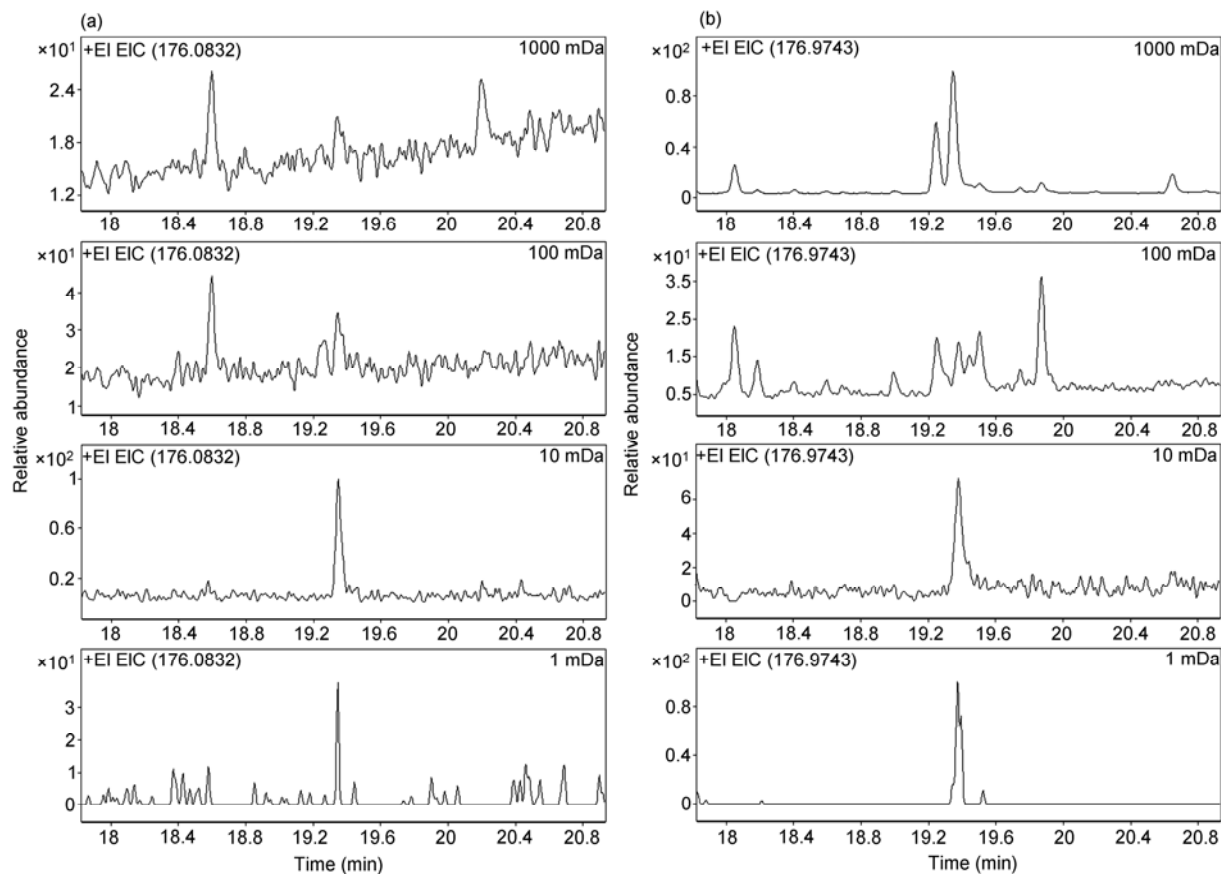 (a)
×10¹
+EI EIC (176.0832)
1000 mDa
2.4
1.8
1.2
18 18.4 18.8 19.2 19.6 20 20.4 20.8
×10¹
+EI EIC (176.0832)
100 mDa
4
3
2
1
18 18.4 18.8 19.2 19.6 20 20.4 20.8
Relative abundance
×10²
+EI EIC (176.0832)
10 mDa
1
0.6
0.2
18 18.4 18.8 19.2 19.6 20 20.4 20.8
×10¹
+EI EIC (176.0832)
1 mDa
3
2
1
0
18 18.4 18.8 19.2 19.6 20 20.4 20.8
Time (min)
(b)
×10²
+EI EIC (176.9743)
1000 mDa
0.8
0.4
0
18 18.4 18.8 19.2 19.6 20 20.4 20.8
×10¹
+EI EIC (176.9743)
100 mDa
3.5
1.5
0.5
18 18.4 18.8 19.2 19.6 20 20.4 20.8
Relative abundance
×10¹
+EI EIC (176.9743)
10 mDa
6
4
2
0
18 18.4 18.8 19.2 19.6 20 20.4 20.8
×10²
+EI EIC (176.9743)
1 mDa
0.8
0.4
0
18 18.4 18.8 19.2 19.6 20 20.4 20.8
Time (min)